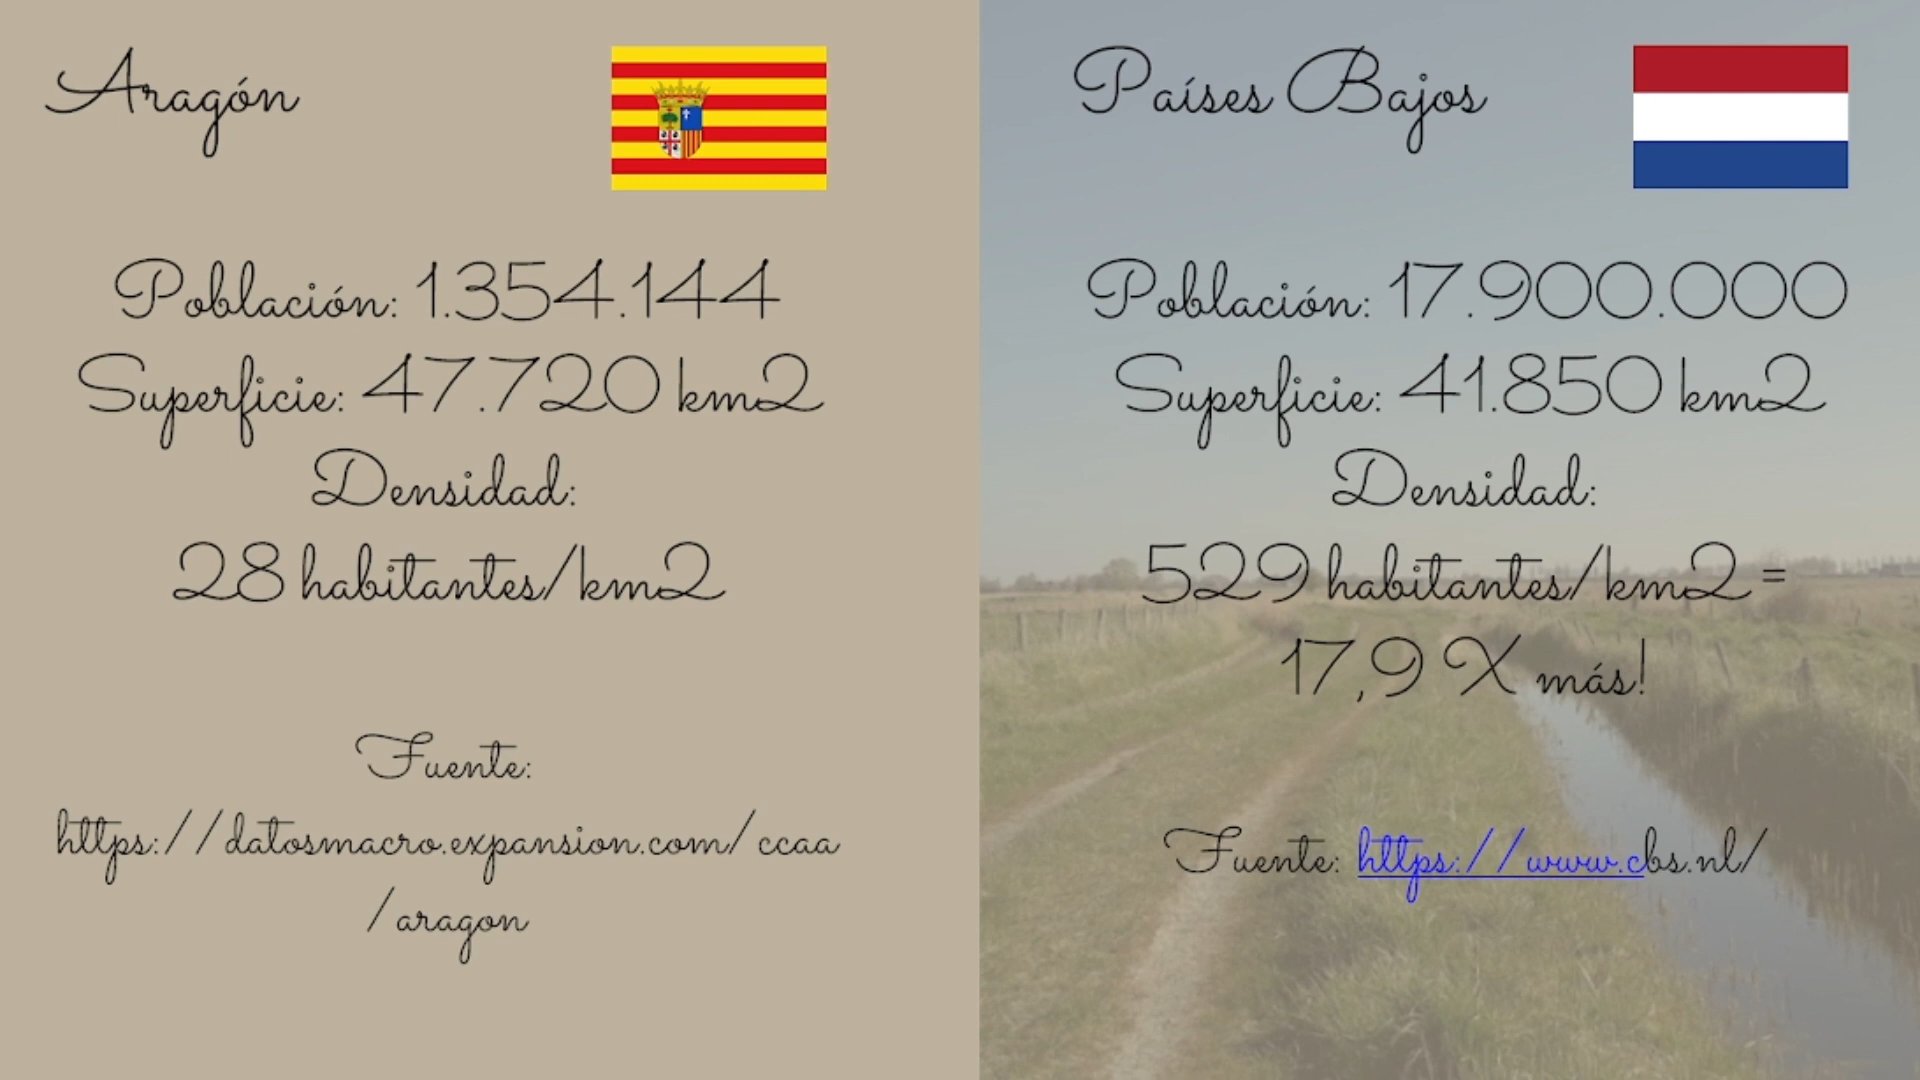 Aragón
Población: 1.354.144
Superficie: 47.720 km2
Densidad:
28 habitantes/km2
Fuente:
https://datosmacro.expansion.com/ccaa
/aragon
Países Bajos
Población: 17.900.000
Superficie: 41.850 km2
Densidad:
529 habitantes/km2 =
17,9 X más!
Fuente: https://www.cbs.nl/